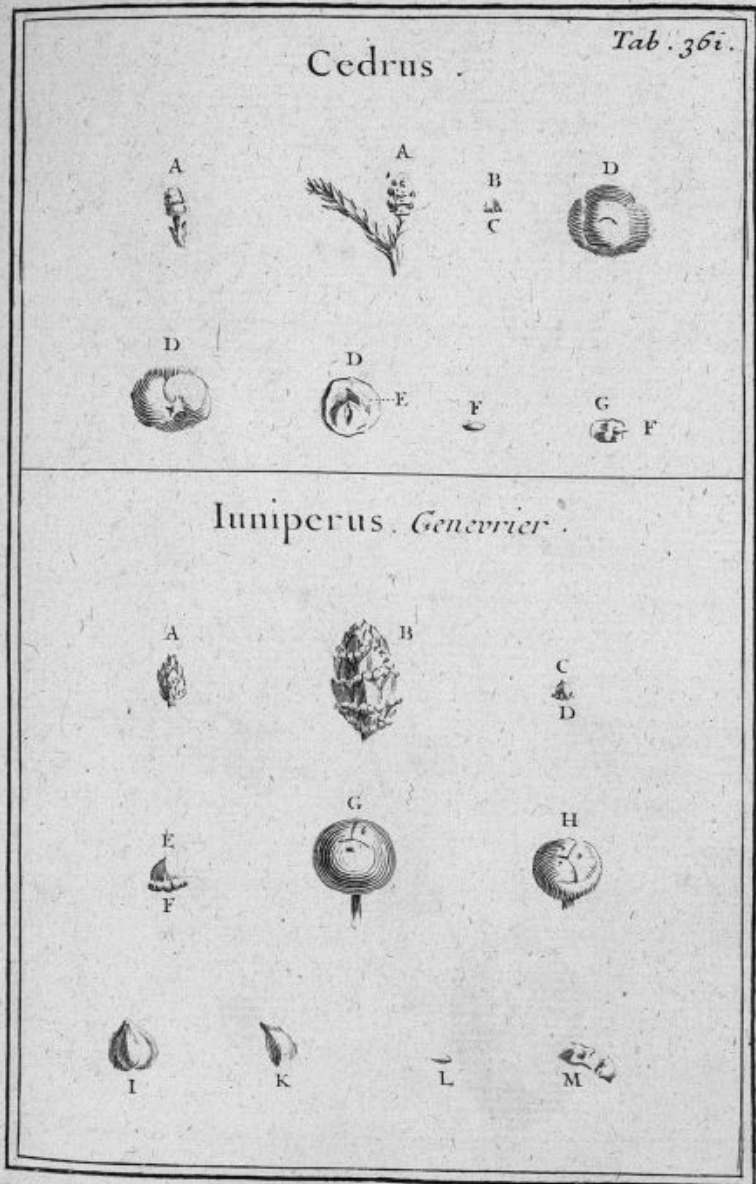 Tab. 361.
Cedrus.
A
A
B
C
D
D
D
E
F
G
F
Iuniperus. Genevrier.
A
B
C
D
E
F
G
H
I
K
L
M